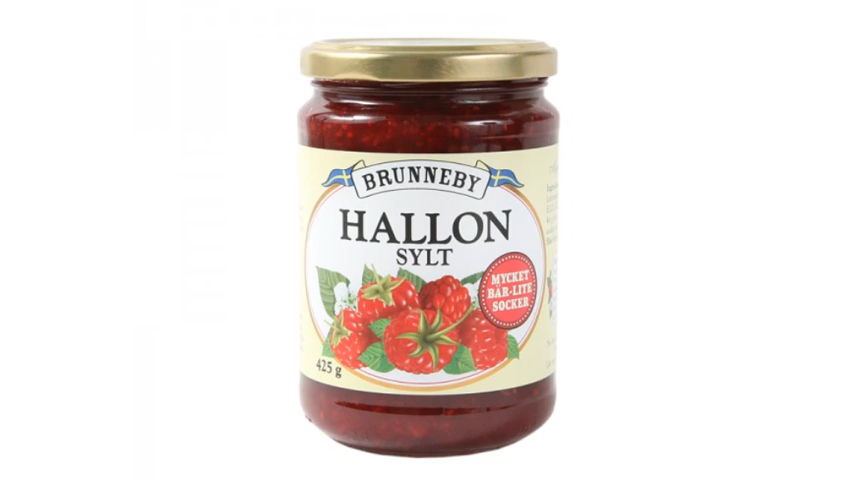 BRUNNEBY
HALLON
SYLT
MYCKET
BÄR-LITE
SOCKER
425 g